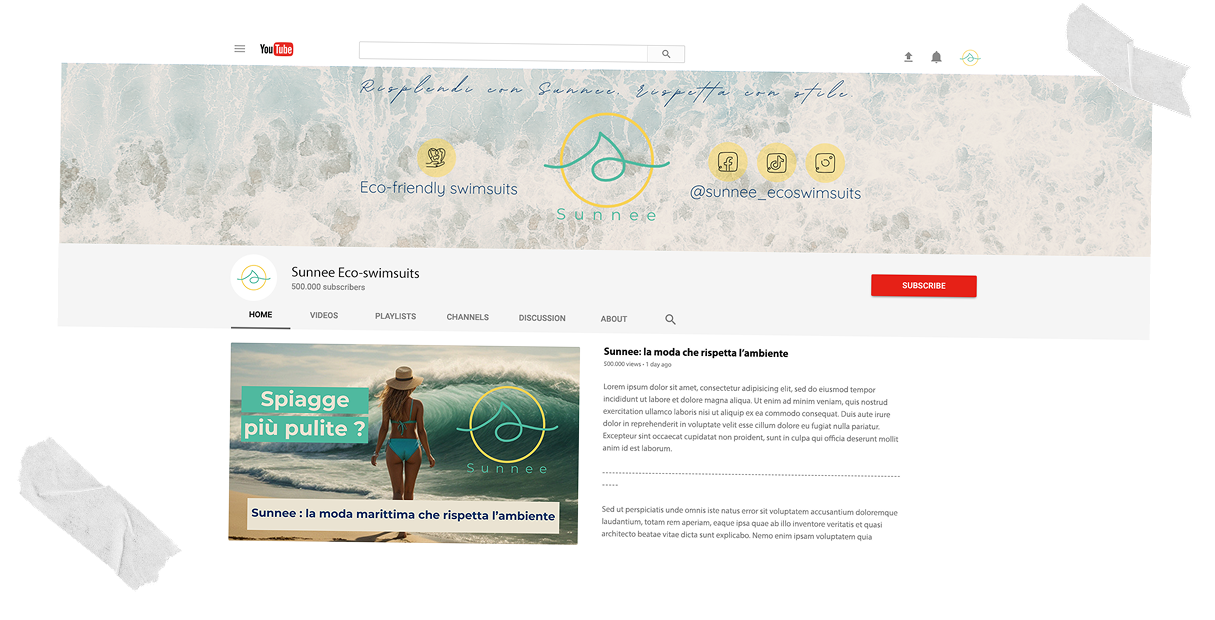 YouTube
Risplendi con Sunnee, rispetta con stile
Eco-friendly swimsuits
Sunnee
@sunnee_ecoswimsuits
Sunnee Eco-swimsuits
500.000 subscribers
SUBSCRIBE
HOME VIDEOS PLAYLISTS CHANNELS DISCUSSION ABOUT
Spiagge
più pulite ?
Sunnee
Sunnee : la moda marittima che rispetta l'ambiente
Sunnee: la moda che rispetta l'ambiente
500.000 views • 1 day ago
Lorem ipsum dolor sit amet, consectetur adipisicing elit, sed do eiusmod tempor
incididunt ut labore et dolore magna aliqua. Ut enim ad minim veniam, quis nostrud
exercitation ullamco laboris nisi ut aliquip ex ea commodo consequat. Duis aute irure
dolor in reprehenderit in voluptate velit esse cillum dolore eu fugiat nulla pariatur.
Excepteur sint occaecat cupidatat non proident, sunt in culpa qui officia deserunt mollit
anim id est laborum.
Sed ut perspiciatis unde omnis iste natus error sit voluptatem accusantium doloremque
laudantium, totam rem aperiam, eaque ipsa quae ab illo inventore veritatis et quasi
architecto beatae vitae dicta sunt explicabo. Nemo enim ipsam voluptatem quia